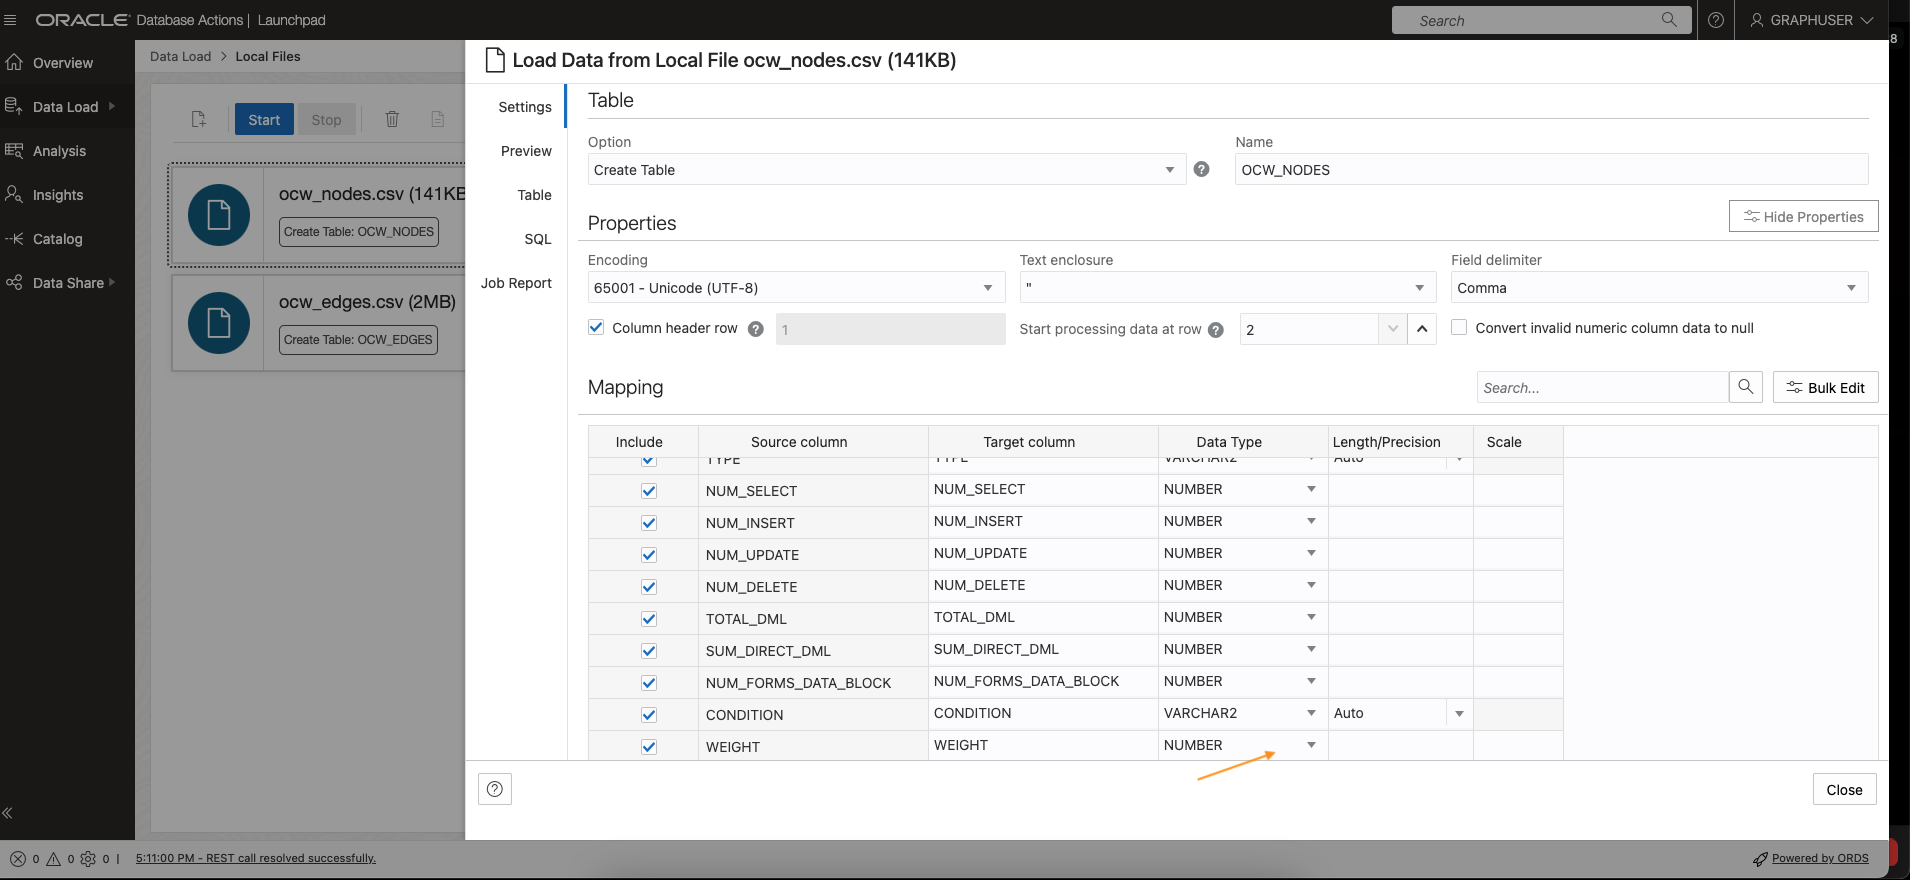 ORACLE Database Actions | Launchpad
Search
GRAPHUSER
8
Overview
Data Load
Analysis
Insights
Catalog
Data Share
Data Load > Local Files
Start
Stop
ocw_nodes.csv (141KB
Create Table: OCW_NODES
ocw_edges.csv (2MB)
Create Table: OCW_EDGES
Load Data from Local File ocw_nodes.csv (141KB)
Settings
Preview
Table
SQL
Job Report
Table
Option
Name
Create Table
OCW_NODES
Properties
Hide Properties
Encoding
Text enclosure
Field delimiter
65001 - Unicode (UTF-8)
"
Comma
Column header row
1
Start processing data at row
2
Convert invalid numeric column data to null
Mapping
Search...
Bulk Edit
Include Source column Target column Data Type Length/Precision Scale
TYPE TYPE VARCHAR2 Auto
NUM_SELECT NUM_SELECT NUMBER
NUM_INSERT NUM_INSERT NUMBER
NUM_UPDATE NUM_UPDATE NUMBER
NUM_DELETE NUM_DELETE NUMBER
TOTAL_DML TOTAL_DML NUMBER
SUM_DIRECT_DML SUM_DIRECT_DML NUMBER
NUM_FORMS_DATA_BLOCK NUM_FORMS_DATA_BLOCK NUMBER
CONDITION CONDITION VARCHAR2 Auto
WEIGHT WEIGHT NUMBER
Close
0 0 0 | 5:11:00 PM - REST call resolved successfully.
Powered by ORDS